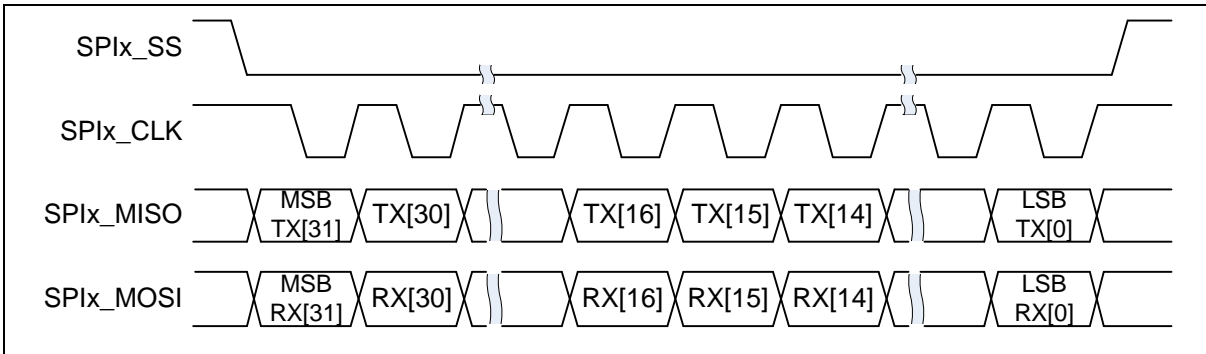 SPIx_SS
SPIx_CLK
SPIx_MISO
MSB
TX[31]
TX[30]
TX[16]
TX[15]
TX[14]
LSB
TX[0]
SPIx_MOSI
MSB
RX[31]
RX[30]
RX[16]
RX[15]
RX[14]
LSB
RX[0]